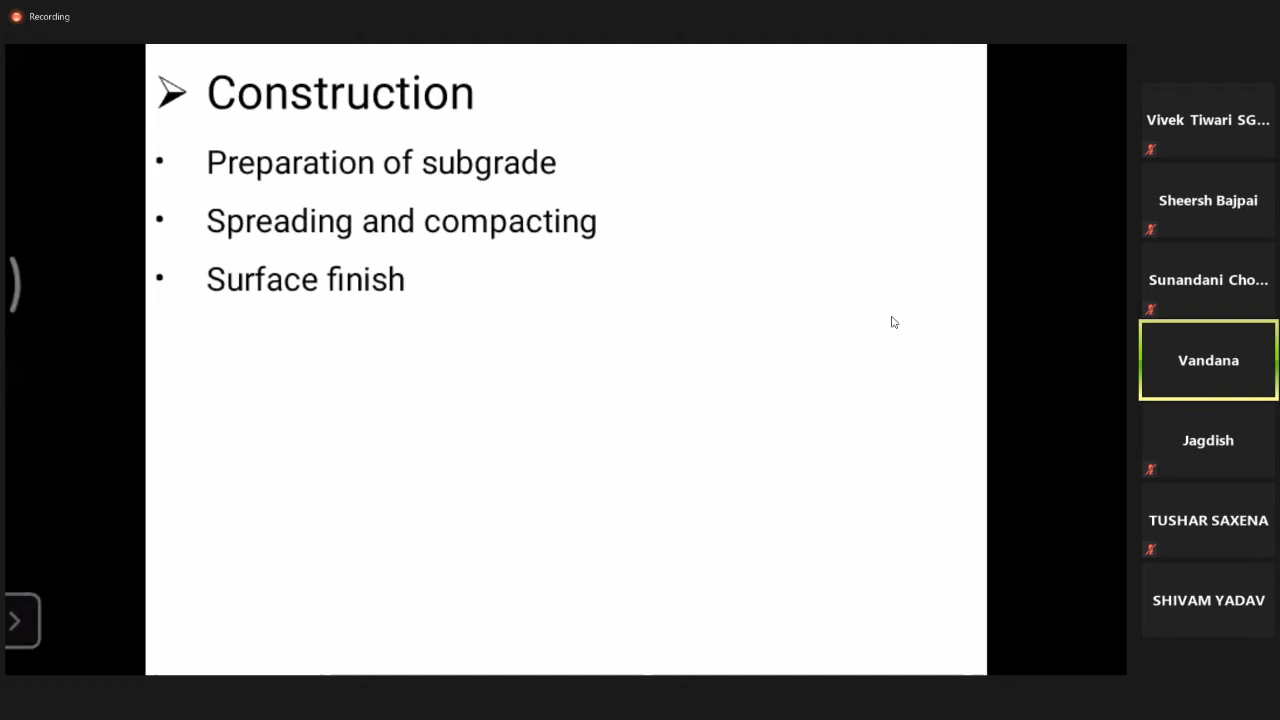 Recording
➢ Construction
• Preparation of subgrade
• Spreading and compacting
• Surface finish
Vivek Tiwari SG...
Sheersh Bajpai
Sunandani Cho...
Vandana
Jagdish
TUSHAR SAXENA
SHIVAM YADAV